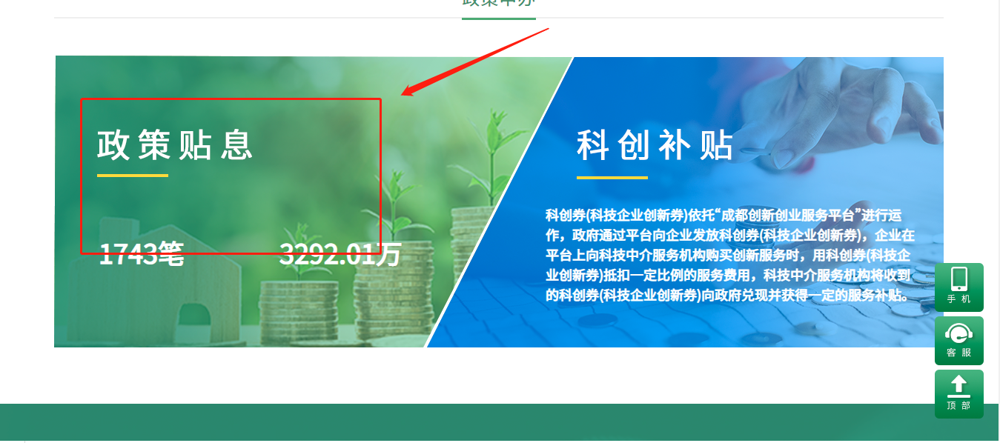 政策申办
政策贴息
1743笔
3292.01万
科创补贴
科创券(科技企业创新券)依托“成都创新创业服务平台”进行运
作，政府通过平台向企业发放科创券(科技企业创新券)，企业在
平台上向科技中介服务机构购买创新服务时，用科创券(科技企
业创新券)抵扣一定比例的服务费用，科技中介服务机构将收到
的科创券(科技企业创新券)向政府兑现并获得一定的服务补贴。
手机
客服
顶部